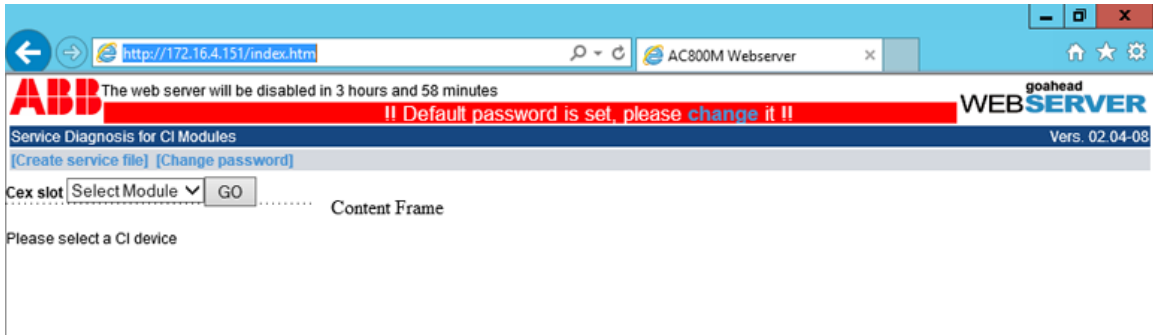 http://172.16.4.151/index.htm
AC800M Webserver
ABB
The web server will be disabled in 3 hours and 58 minutes
!! Default password is set, please change it !!
goahead
WEBSERVER
Service Diagnosis for CI Modules Vers. 02.04-08
[Create service file] [Change password]
Cex slot Select Module GO
Content Frame
Please select a CI device